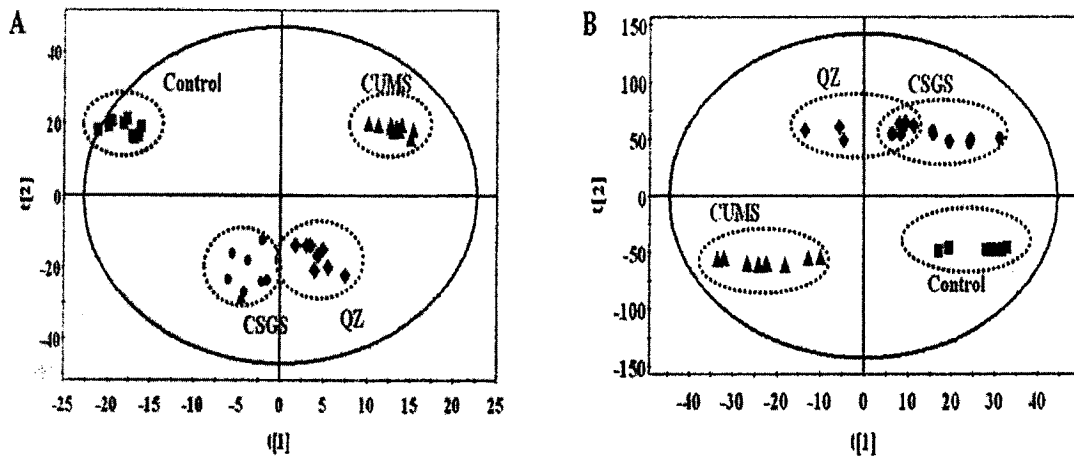 A
40
20
0
-20
-40
t[2]
Control
CUMS
CSGS
QZ
-25 -20 -15 -10 -5 0 5 10 15 20 25
t[1]
B
150
100
50
0
-50
-100
-150
t[2]
QZ
CSGS
CUMS
Control
-40 -30 -20 -10 0 10 20 30 40
t[1]